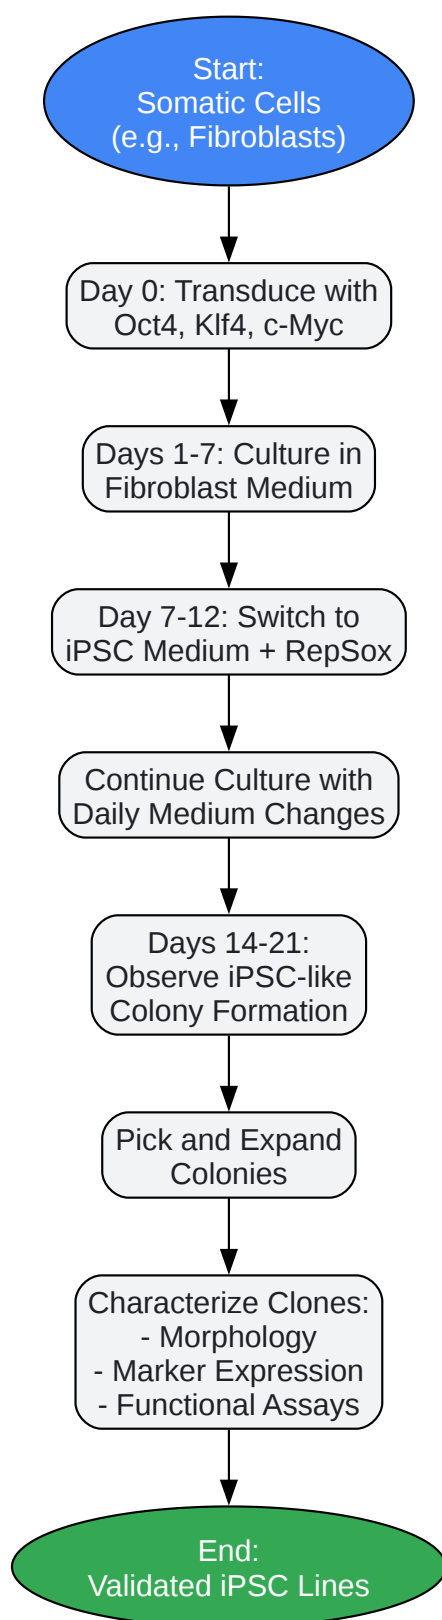 Start:
Somatic Cells
(e.g., Fibroblasts)
Day 0: Transduce with
Oct4, Klf4, c-Myc
Days 1-7: Culture in
Fibroblast Medium
Day 7-12: Switch to
iPSC Medium + RepSox
Continue Culture with
Daily Medium Changes
Days 14-21:
Observe iPSC-like
Colony Formation
Pick and Expand
Colonies
Characterize Clones:
- Morphology
- Marker Expression
- Functional Assays
End:
Validated iPSC Lines